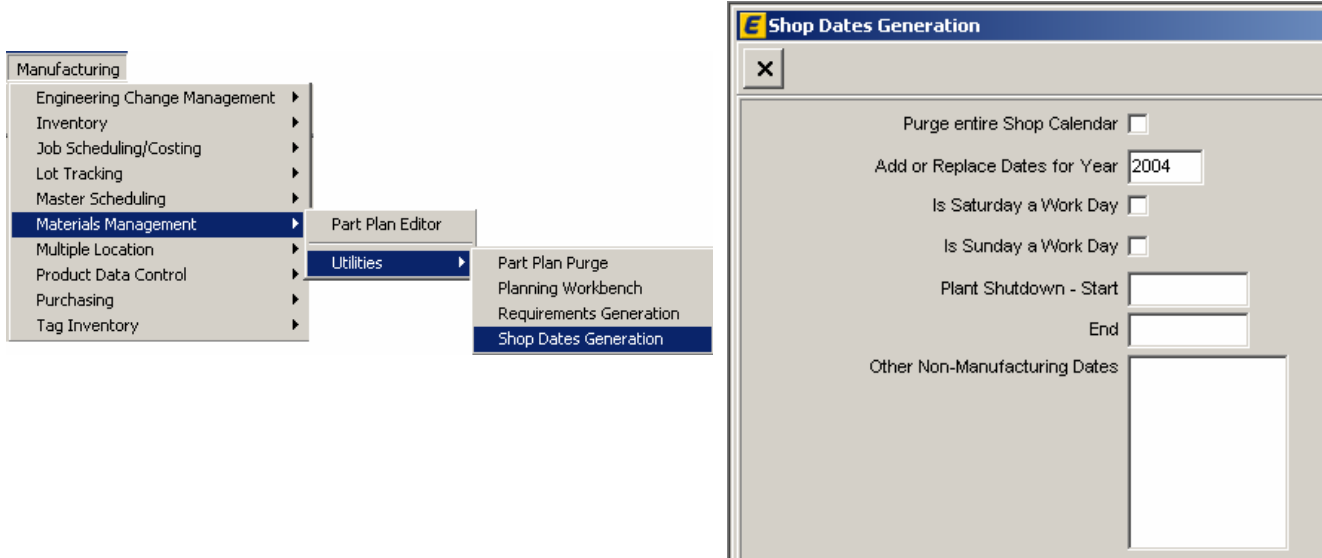 Manufacturing
Engineering Change Management
Inventory
Job Scheduling/Costing
Lot Tracking
Master Scheduling
Materials Management
Multiple Location
Product Data Control
Purchasing
Tag Inventory
Part Plan Editor
Utilities
Part Plan Purge
Planning Workbench
Requirements Generation
Shop Dates Generation
E Shop Dates Generation
Purge entire Shop Calendar
Add or Replace Dates for Year 2004
Is Saturday a Work Day
Is Sunday a Work Day
Plant Shutdown - Start
End
Other Non-Manufacturing Dates